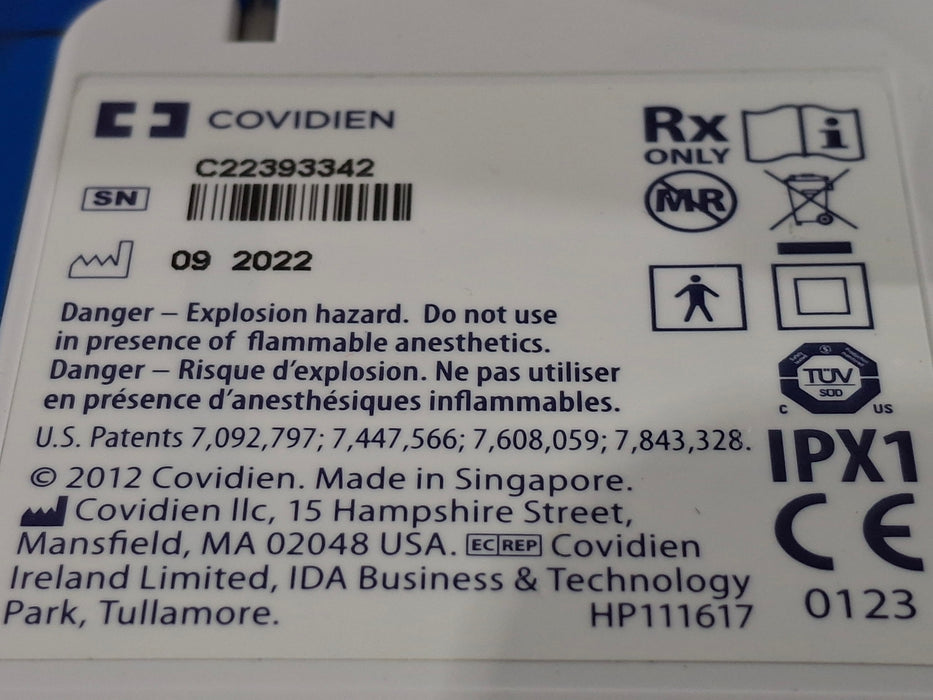 COVIDIEN
C22393342
SN
09 2022
Rx
ONLY
MR
Danger – Explosion hazard. Do not use
in presence of flammable anesthetics.
Danger – Risque d'explosion. Ne pas utiliser
en présence d'anesthésiques inflammables.
U.S. Patents 7,092,797; 7,447,566; 7,608,059; 7,843,328.
© 2012 Covidien. Made in Singapore.
Covidien llc, 15 Hampshire Street,
Mansfield, MA 02048 USA. EC REP Covidien
Ireland Limited, IDA Business & Technology
Park, Tullamore. HP111617
TÜV
SÜD
C US
IPX1
CE
0123